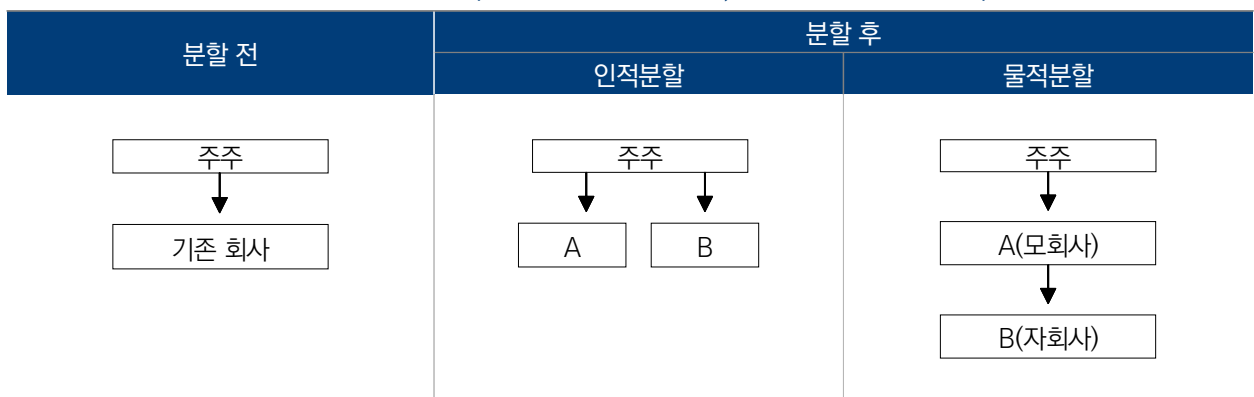 분할 전
분할 후
인적분할
물적분할
주주
기존 회사
주주
A
B
주주
A(모회사)
B(자회사)